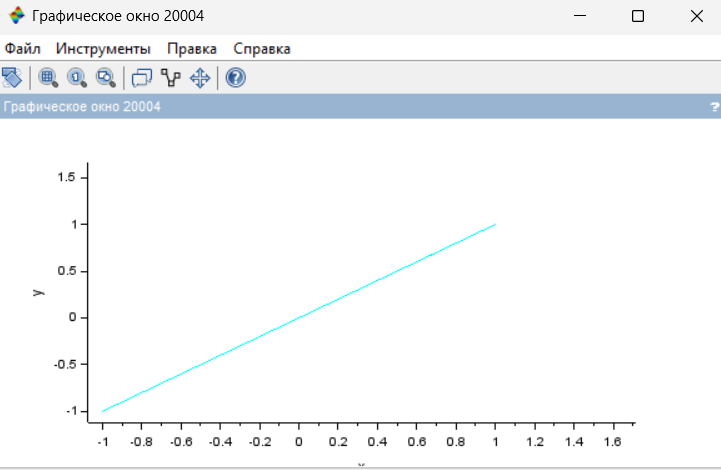 Графическое окно 20004
Файл Инструменты Правка Справка
Графическое окно 20004 ?
1.5
1
0.5
y
0
-0.5
-1
-1 -0.8 -0.6 -0.4 -0.2 0 0.2 0.4 0.6 0.8 1 1.2 1.4 1.6